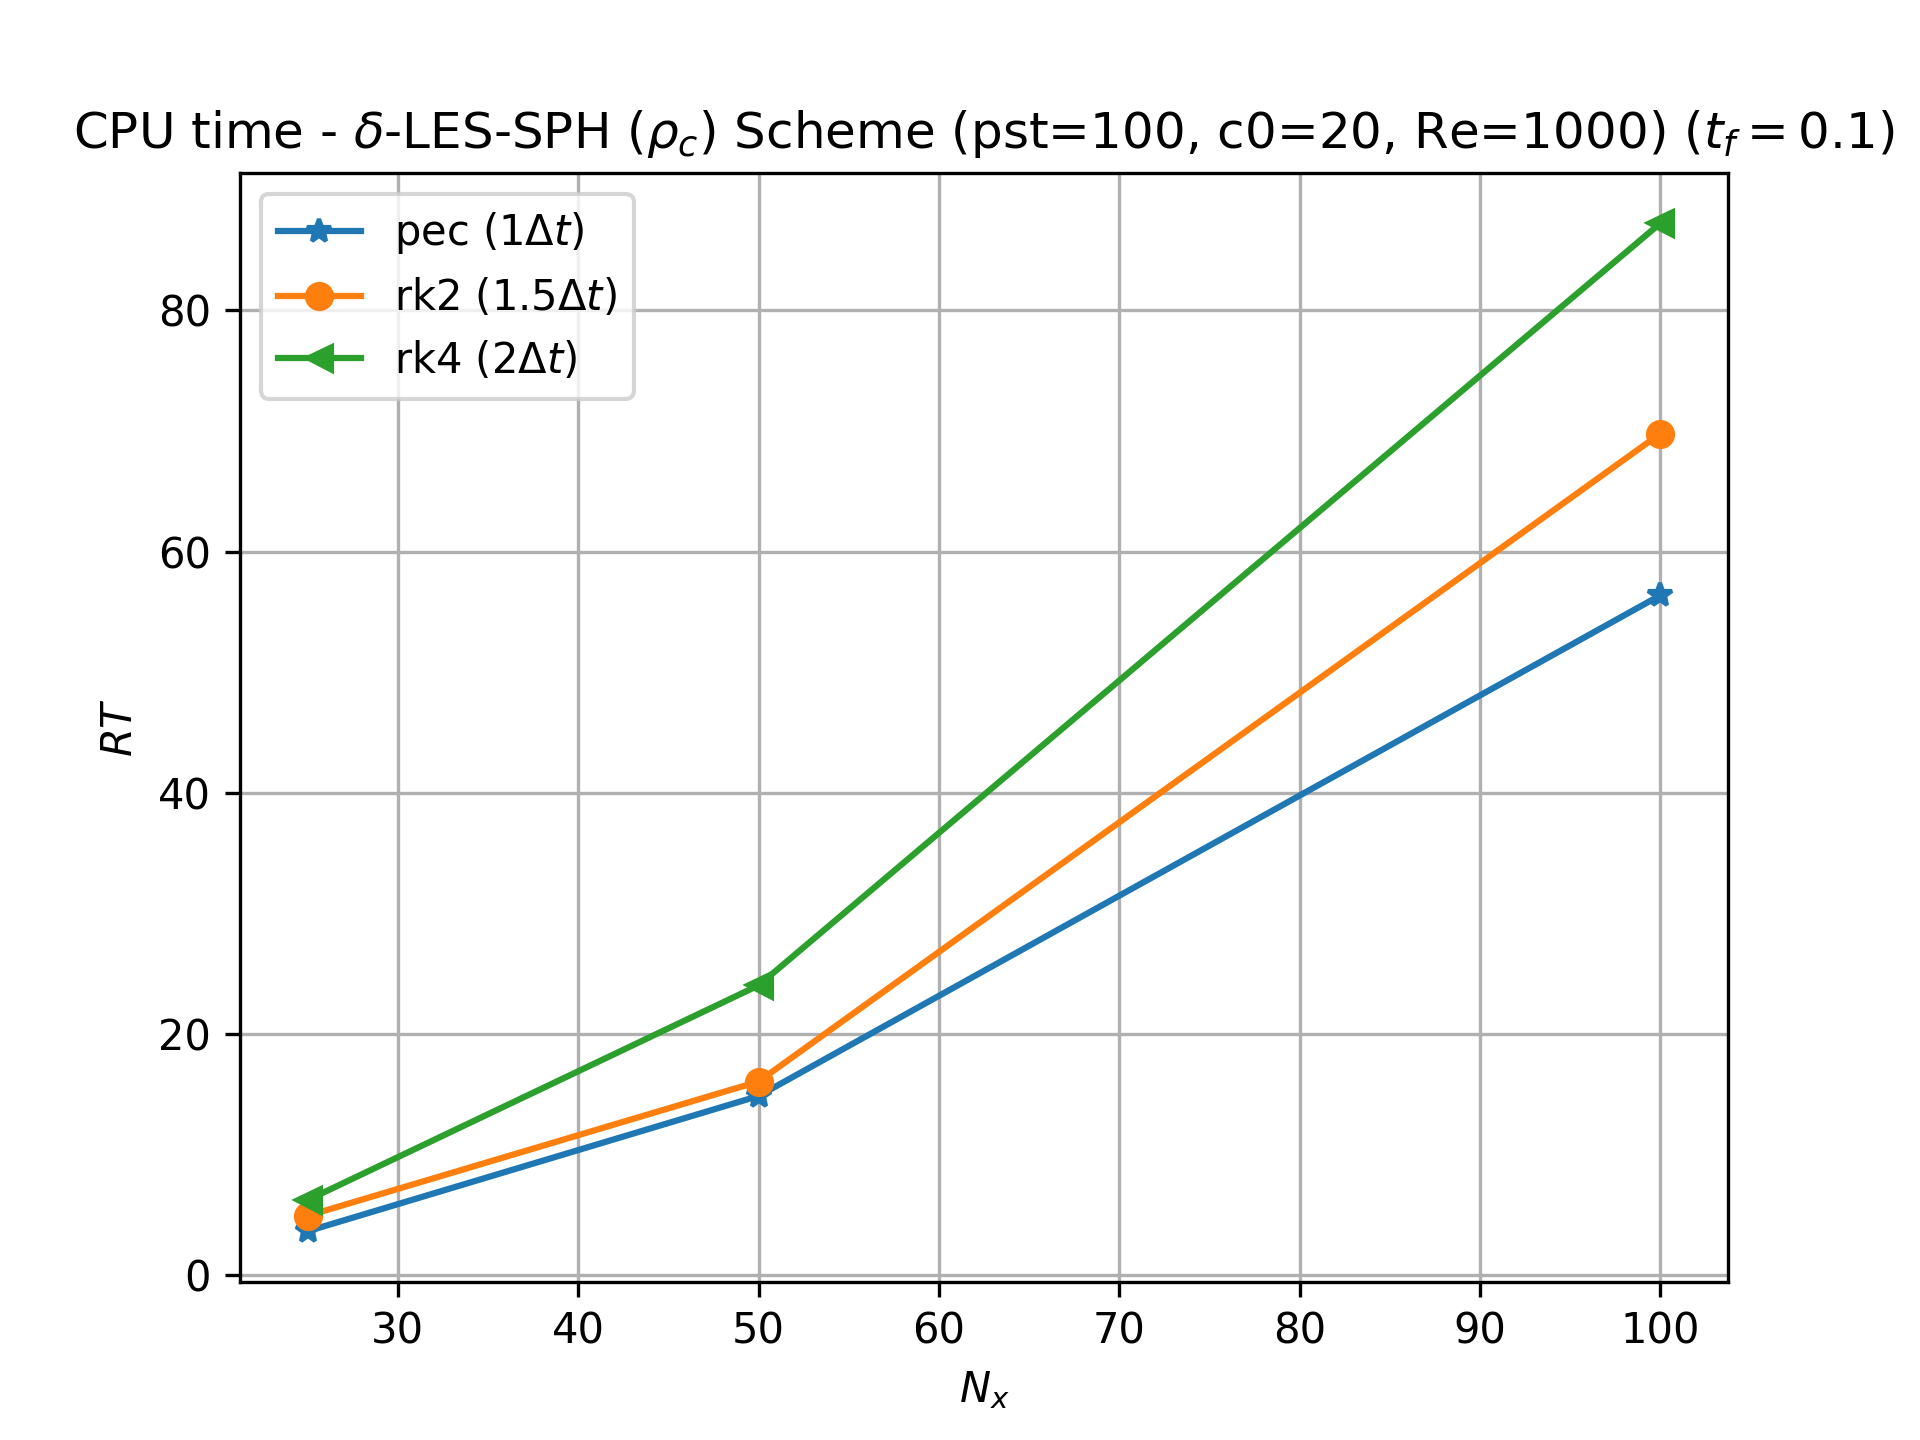 CPU time - δ-LES-SPH (ρc) Scheme (pst=100, c0=20, Re=1000) (tf = 0.1)
pec (1Δt)
rk2 (1.5Δt)
rk4 (2Δt)
80
60
40
20
0
RT
30 40 50 60 70 80 90 100
Nx